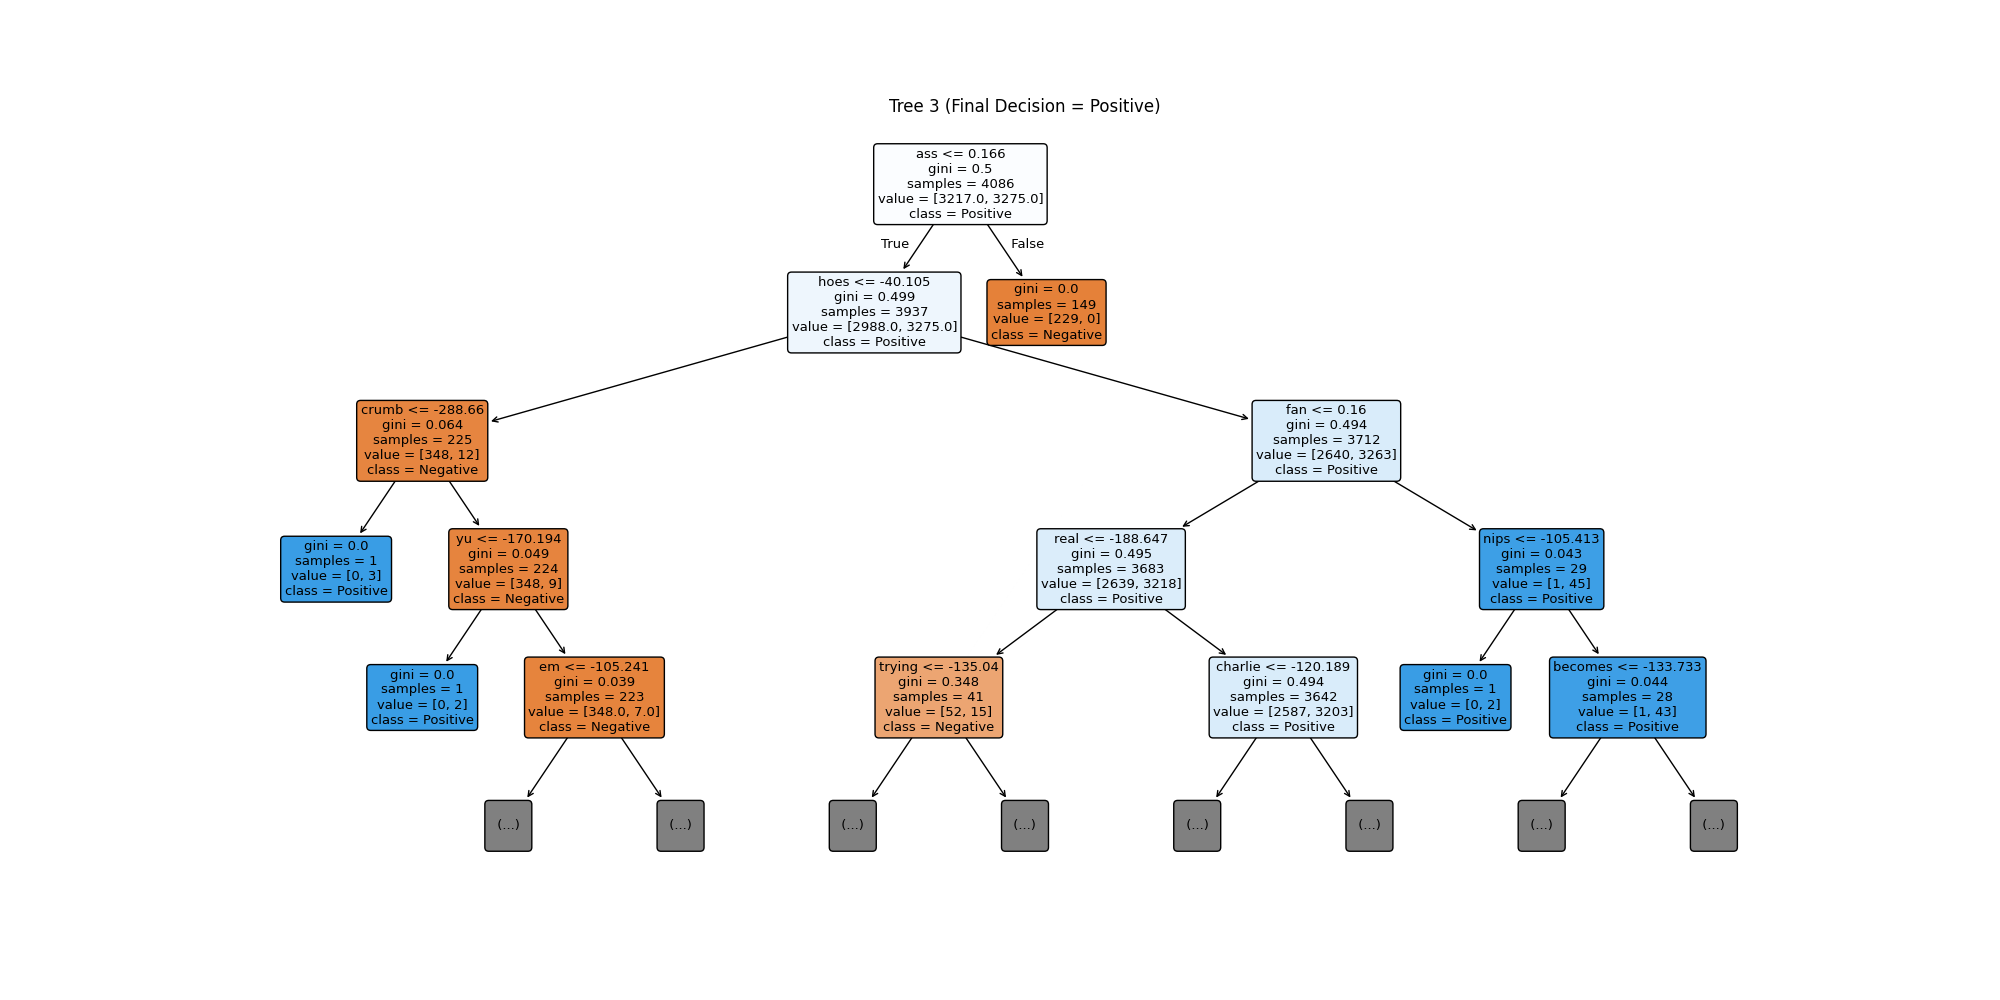 Tree 3 (Final Decision = Positive)
ass <= 0.166
gini = 0.5
samples = 4086
value = [3217.0, 3275.0]
class = Positive
True
False
hoes <= -40.105
gini = 0.499
samples = 3937
value = [2988.0, 3275.0]
class = Positive
gini = 0.0
samples = 149
value = [229, 0]
class = Negative
crumb <= -288.66
gini = 0.064
samples = 225
value = [348, 12]
class = Negative
fan <= 0.16
gini = 0.494
samples = 3712
value = [2640, 3263]
class = Positive
gini = 0.0
samples = 1
value = [0, 3]
class = Positive
yu <= -170.194
gini = 0.049
samples = 224
value = [348, 9]
class = Negative
real <= -188.647
gini = 0.495
samples = 3683
value = [2639, 3218]
class = Positive
nips <= -105.413
gini = 0.043
samples = 29
value = [1, 45]
class = Positive
gini = 0.0
samples = 1
value = [0, 2]
class = Positive
em <= -105.241
gini = 0.039
samples = 223
value = [348.0, 7.0]
class = Negative
trying <= -135.04
gini = 0.348
samples = 41
value = [52, 15]
class = Negative
charlie <= -120.189
gini = 0.494
samples = 3642
value = [2587, 3203]
class = Positive
gini = 0.0
samples = 1
value = [0, 2]
class = Positive
becomes <= -133.733
gini = 0.044
samples = 28
value = [1, 43]
class = Positive
(...)
(...)
(...)
(...)
(...)
(...)
(...)
(...)